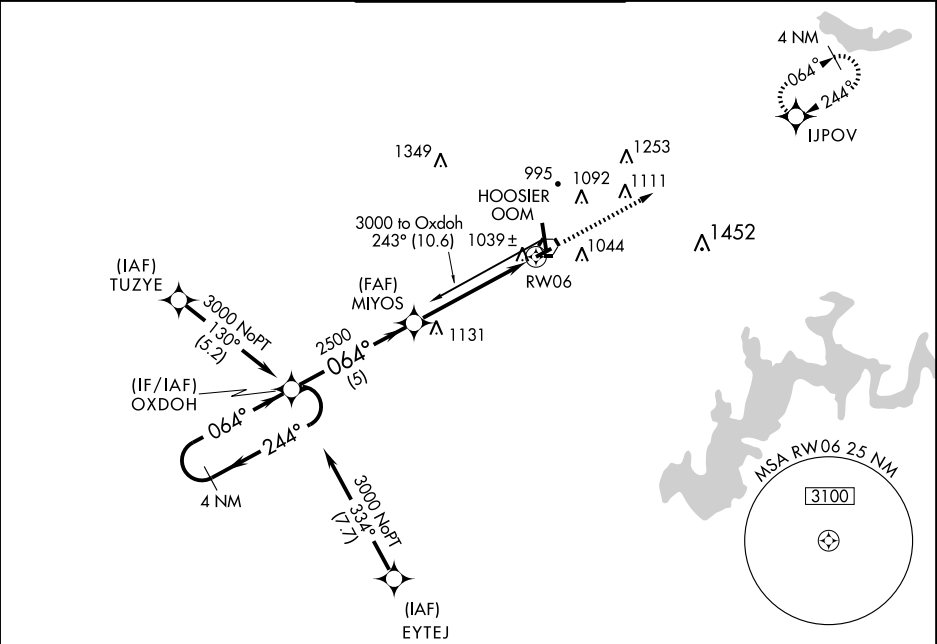 4 NM
064°
244°
IJPOV
1349
995
1092
1253
1111
HOOSIER
OOM
3000 to Oxdoh
243° (10.6)
1039 ±
1044
1452
RW06
(IAF)
TUZYE
(FAF)
MIYOS
3000 NoPT
130°
(5.2)
2500
064°
(5)
1131
(IF/IAF)
OXDOH
064°
244°
4 NM
3000 NoPT
334°
(7.7)
(IAF)
EYTEJ
MSA RW06 25 NM
3100